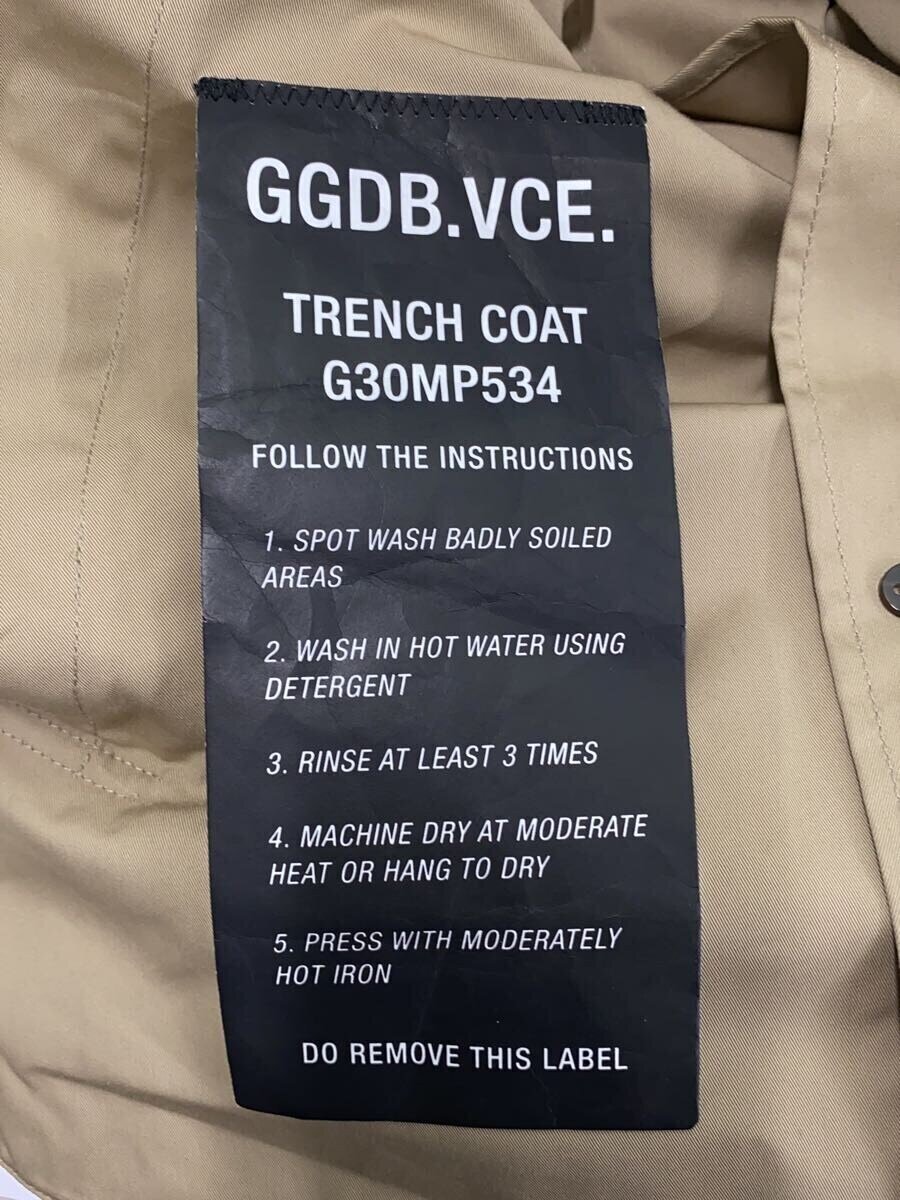 GGDB.VCE.
TRENCH COAT
G30MP534
FOLLOW THE INSTRUCTIONS
1. SPOT WASH BADLY SOILED
AREAS
2. WASH IN HOT WATER USING
DETERGENT
3. RINSE AT LEAST 3 TIMES
4. MACHINE DRY AT MODERATE
HEAT OR HANG TO DRY
5. PRESS WITH MODERATELY
HOT IRON
DO REMOVE THIS LABEL